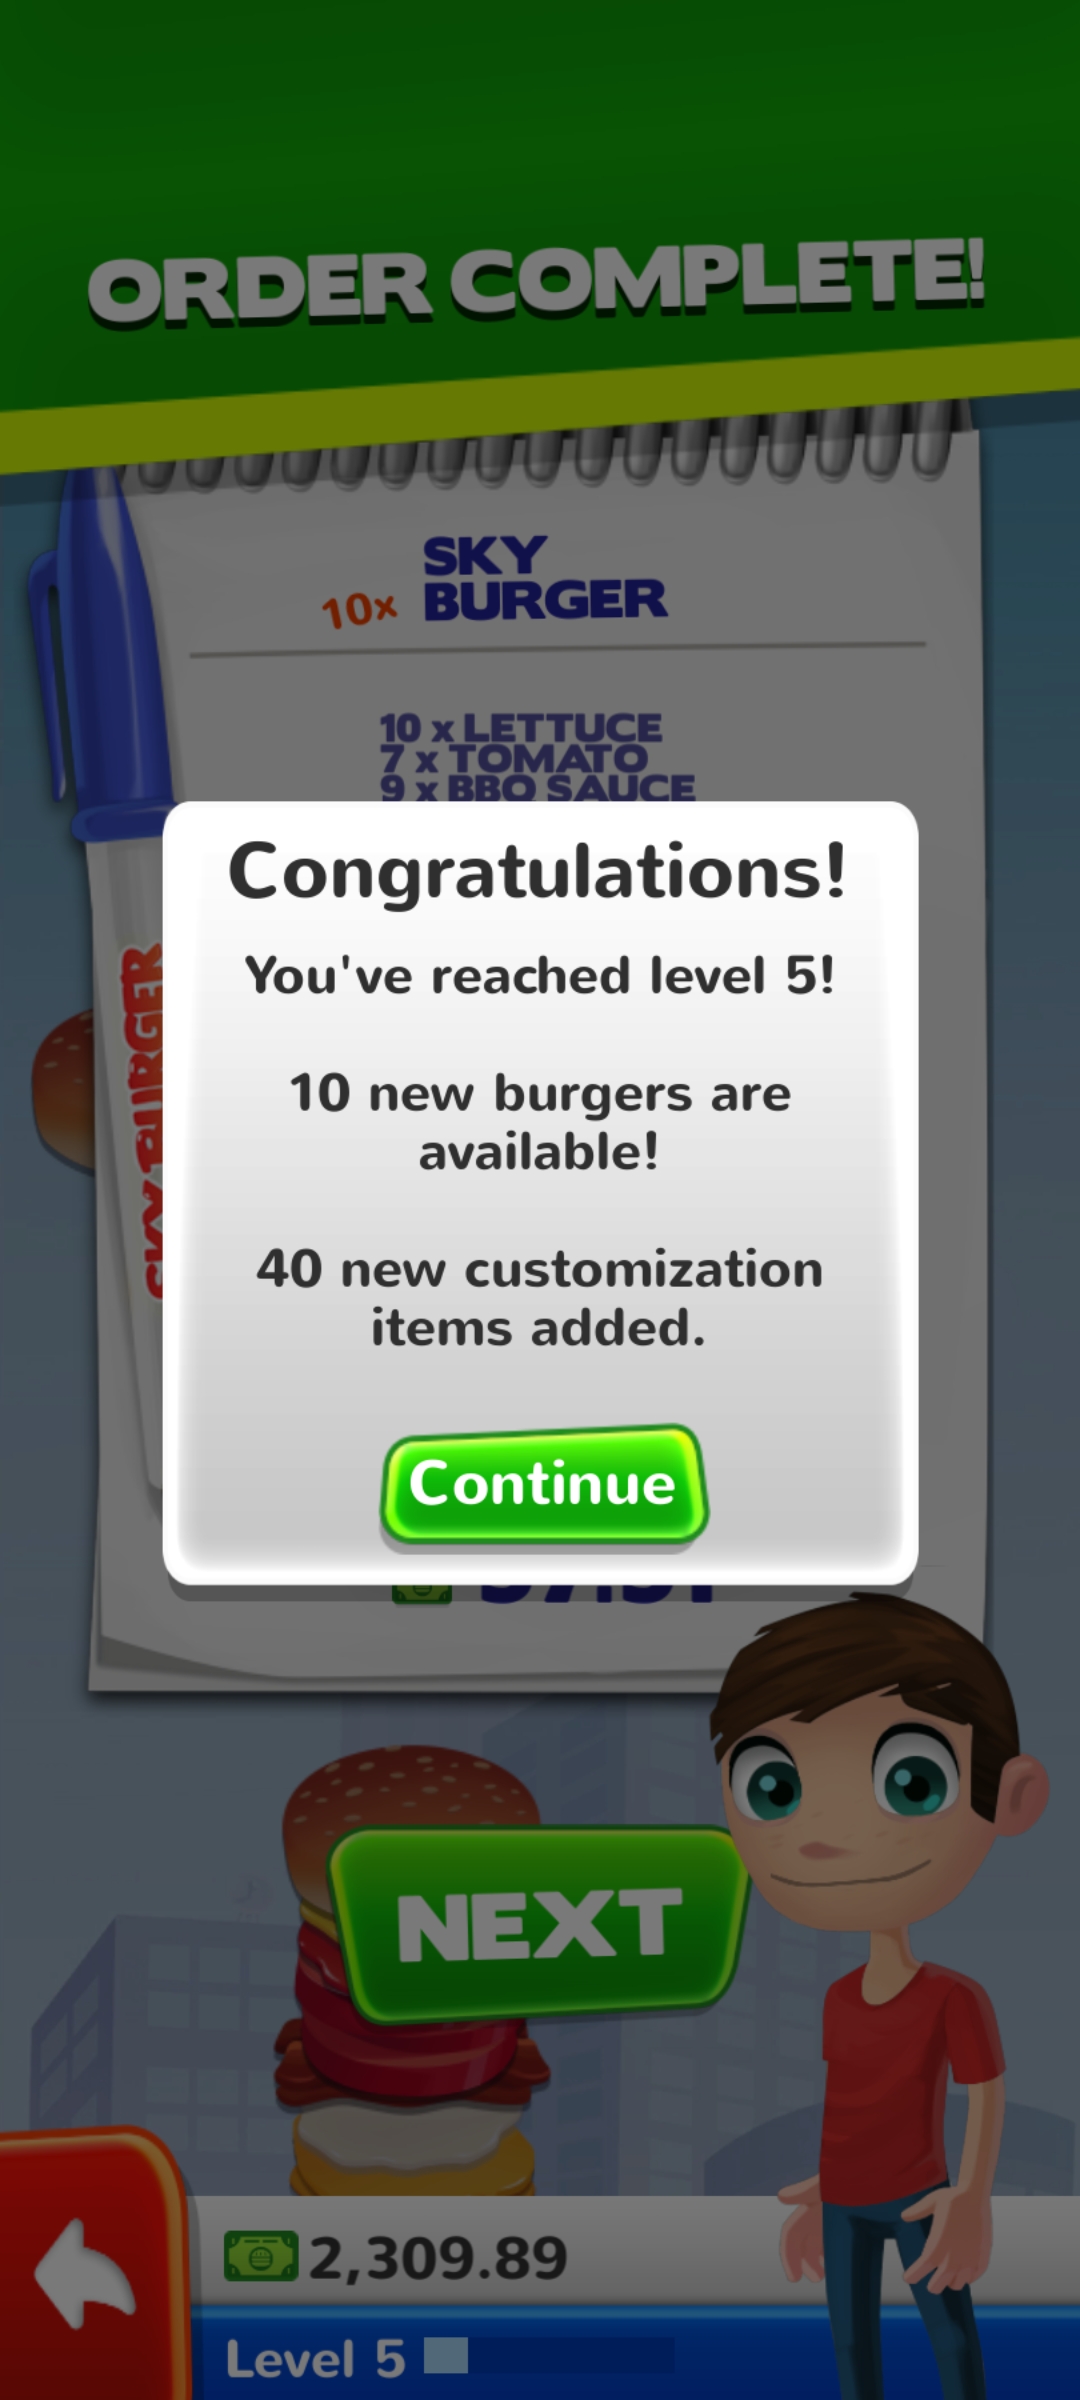 ORDER COMPLETE!
SKY
10x BURGER
10 x LETTUCE
7 x TOMATO
9 x BBQ SAUCE
Congratulations!
You've reached level 5!
10 new burgers are
available!
40 new customization
items added.
Continue
SKY BURGER
NEXT
2,309.89
Level 5